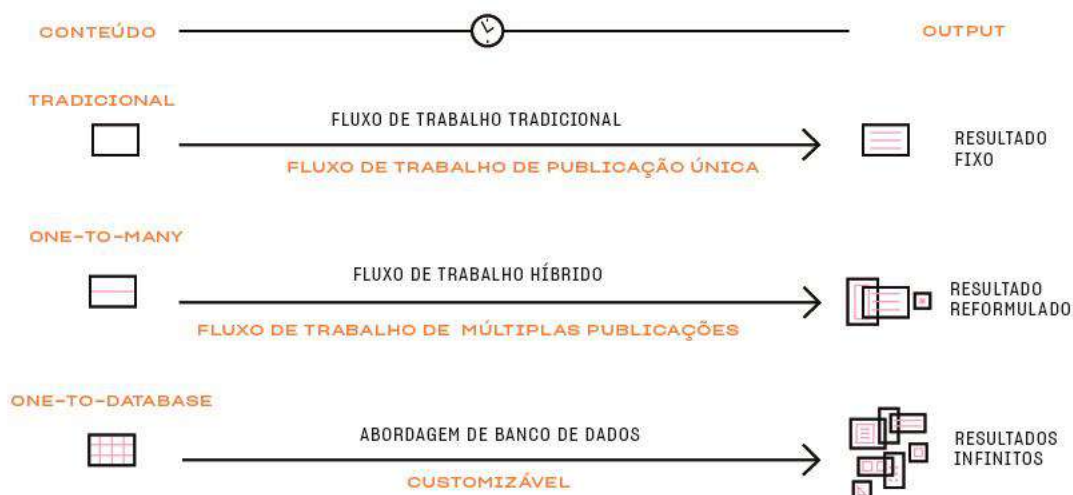 CONTEÚDO
OUTPUT
TRADICIONAL
FLUXO DE TRABALHO TRADICIONAL
FLUXO DE TRABALHO DE PUBLICAÇÃO ÚNICA
RESULTADO
FIXO
ONE-TO-MANY
FLUXO DE TRABALHO HÍBRIDO
FLUXO DE TRABALHO DE MÚLTIPLAS PUBLICAÇÕES
RESULTADO
REFORMULADO
ONE-TO-DATABASE
ABORDAGEM DE BANCO DE DADOS
CUSTOMIZÁVEL
RESULTADOS
INFINITOS